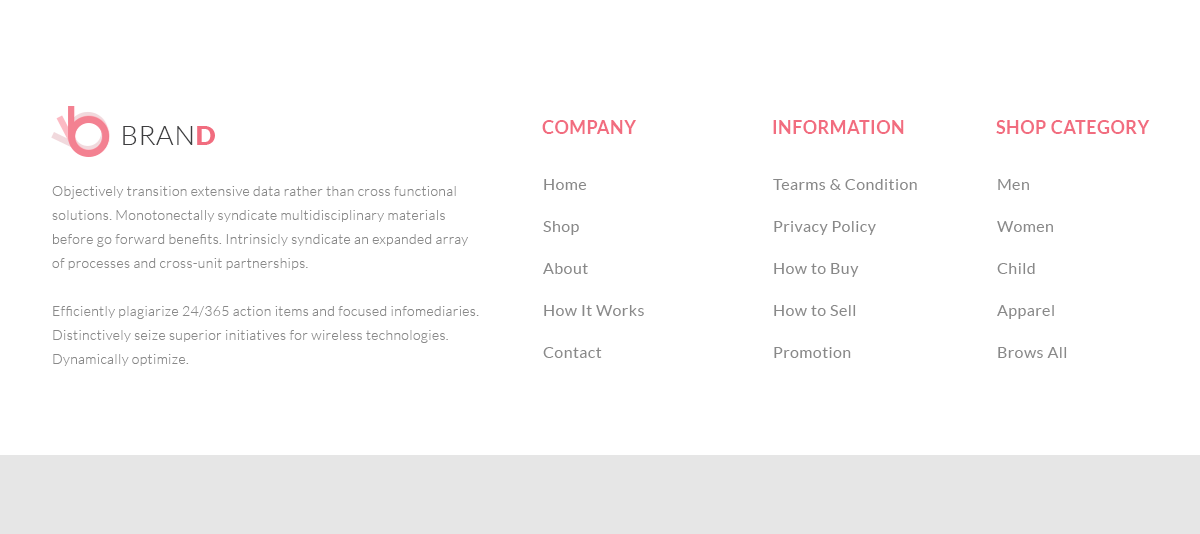 BRAND
Objectively transition extensive data rather than cross functional
solutions. Monotonectally syndicate multidisciplinary materials
before go forward benefits. Intrinsicly syndicate an expanded array
of processes and cross-unit partnerships.
Efficiently plagiarize 24/365 action items and focused infomediaries.
Distinctively seize superior initiatives for wireless technologies.
Dynamically optimize.
COMPANY
Home
Shop
About
How It Works
Contact
INFORMATION
Tearms & Condition
Privacy Policy
How to Buy
How to Sell
Promotion
SHOP CATEGORY
Men
Women
Child
Apparel
Brows All